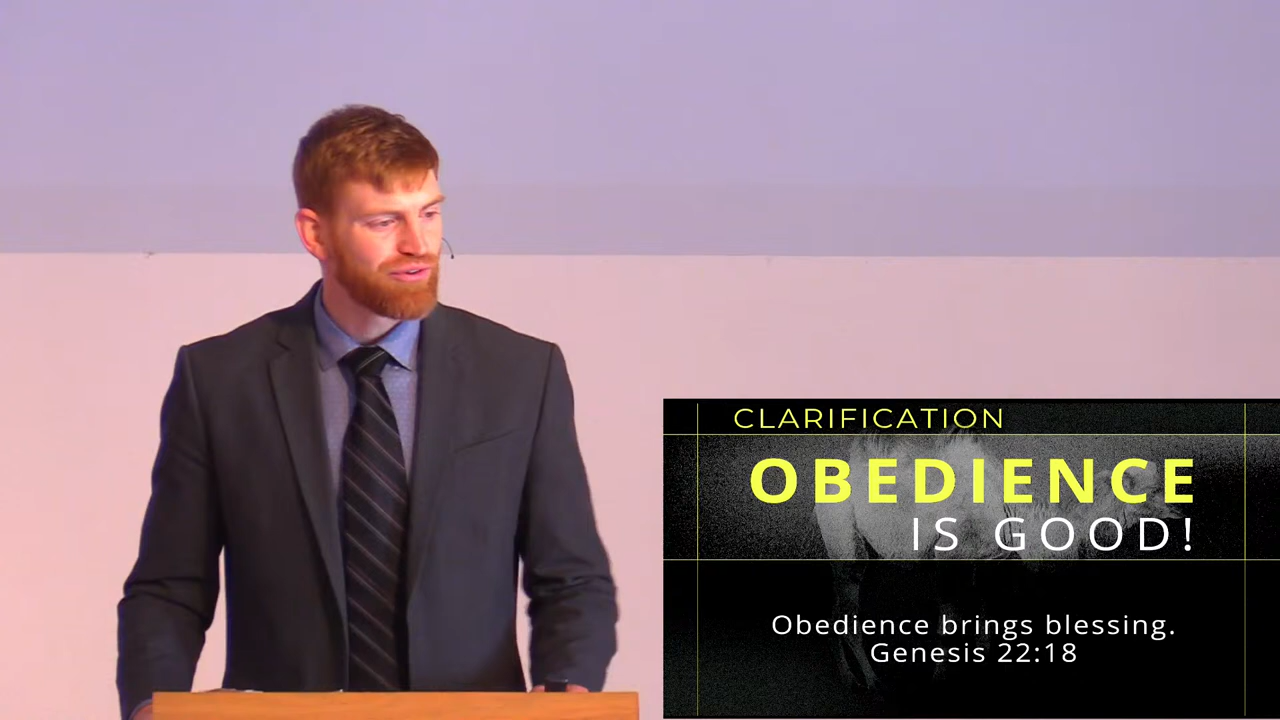 CLARIFICATION
OBEDIENCE
IS GOOD!
Obedience brings blessing.
Genesis 22:18